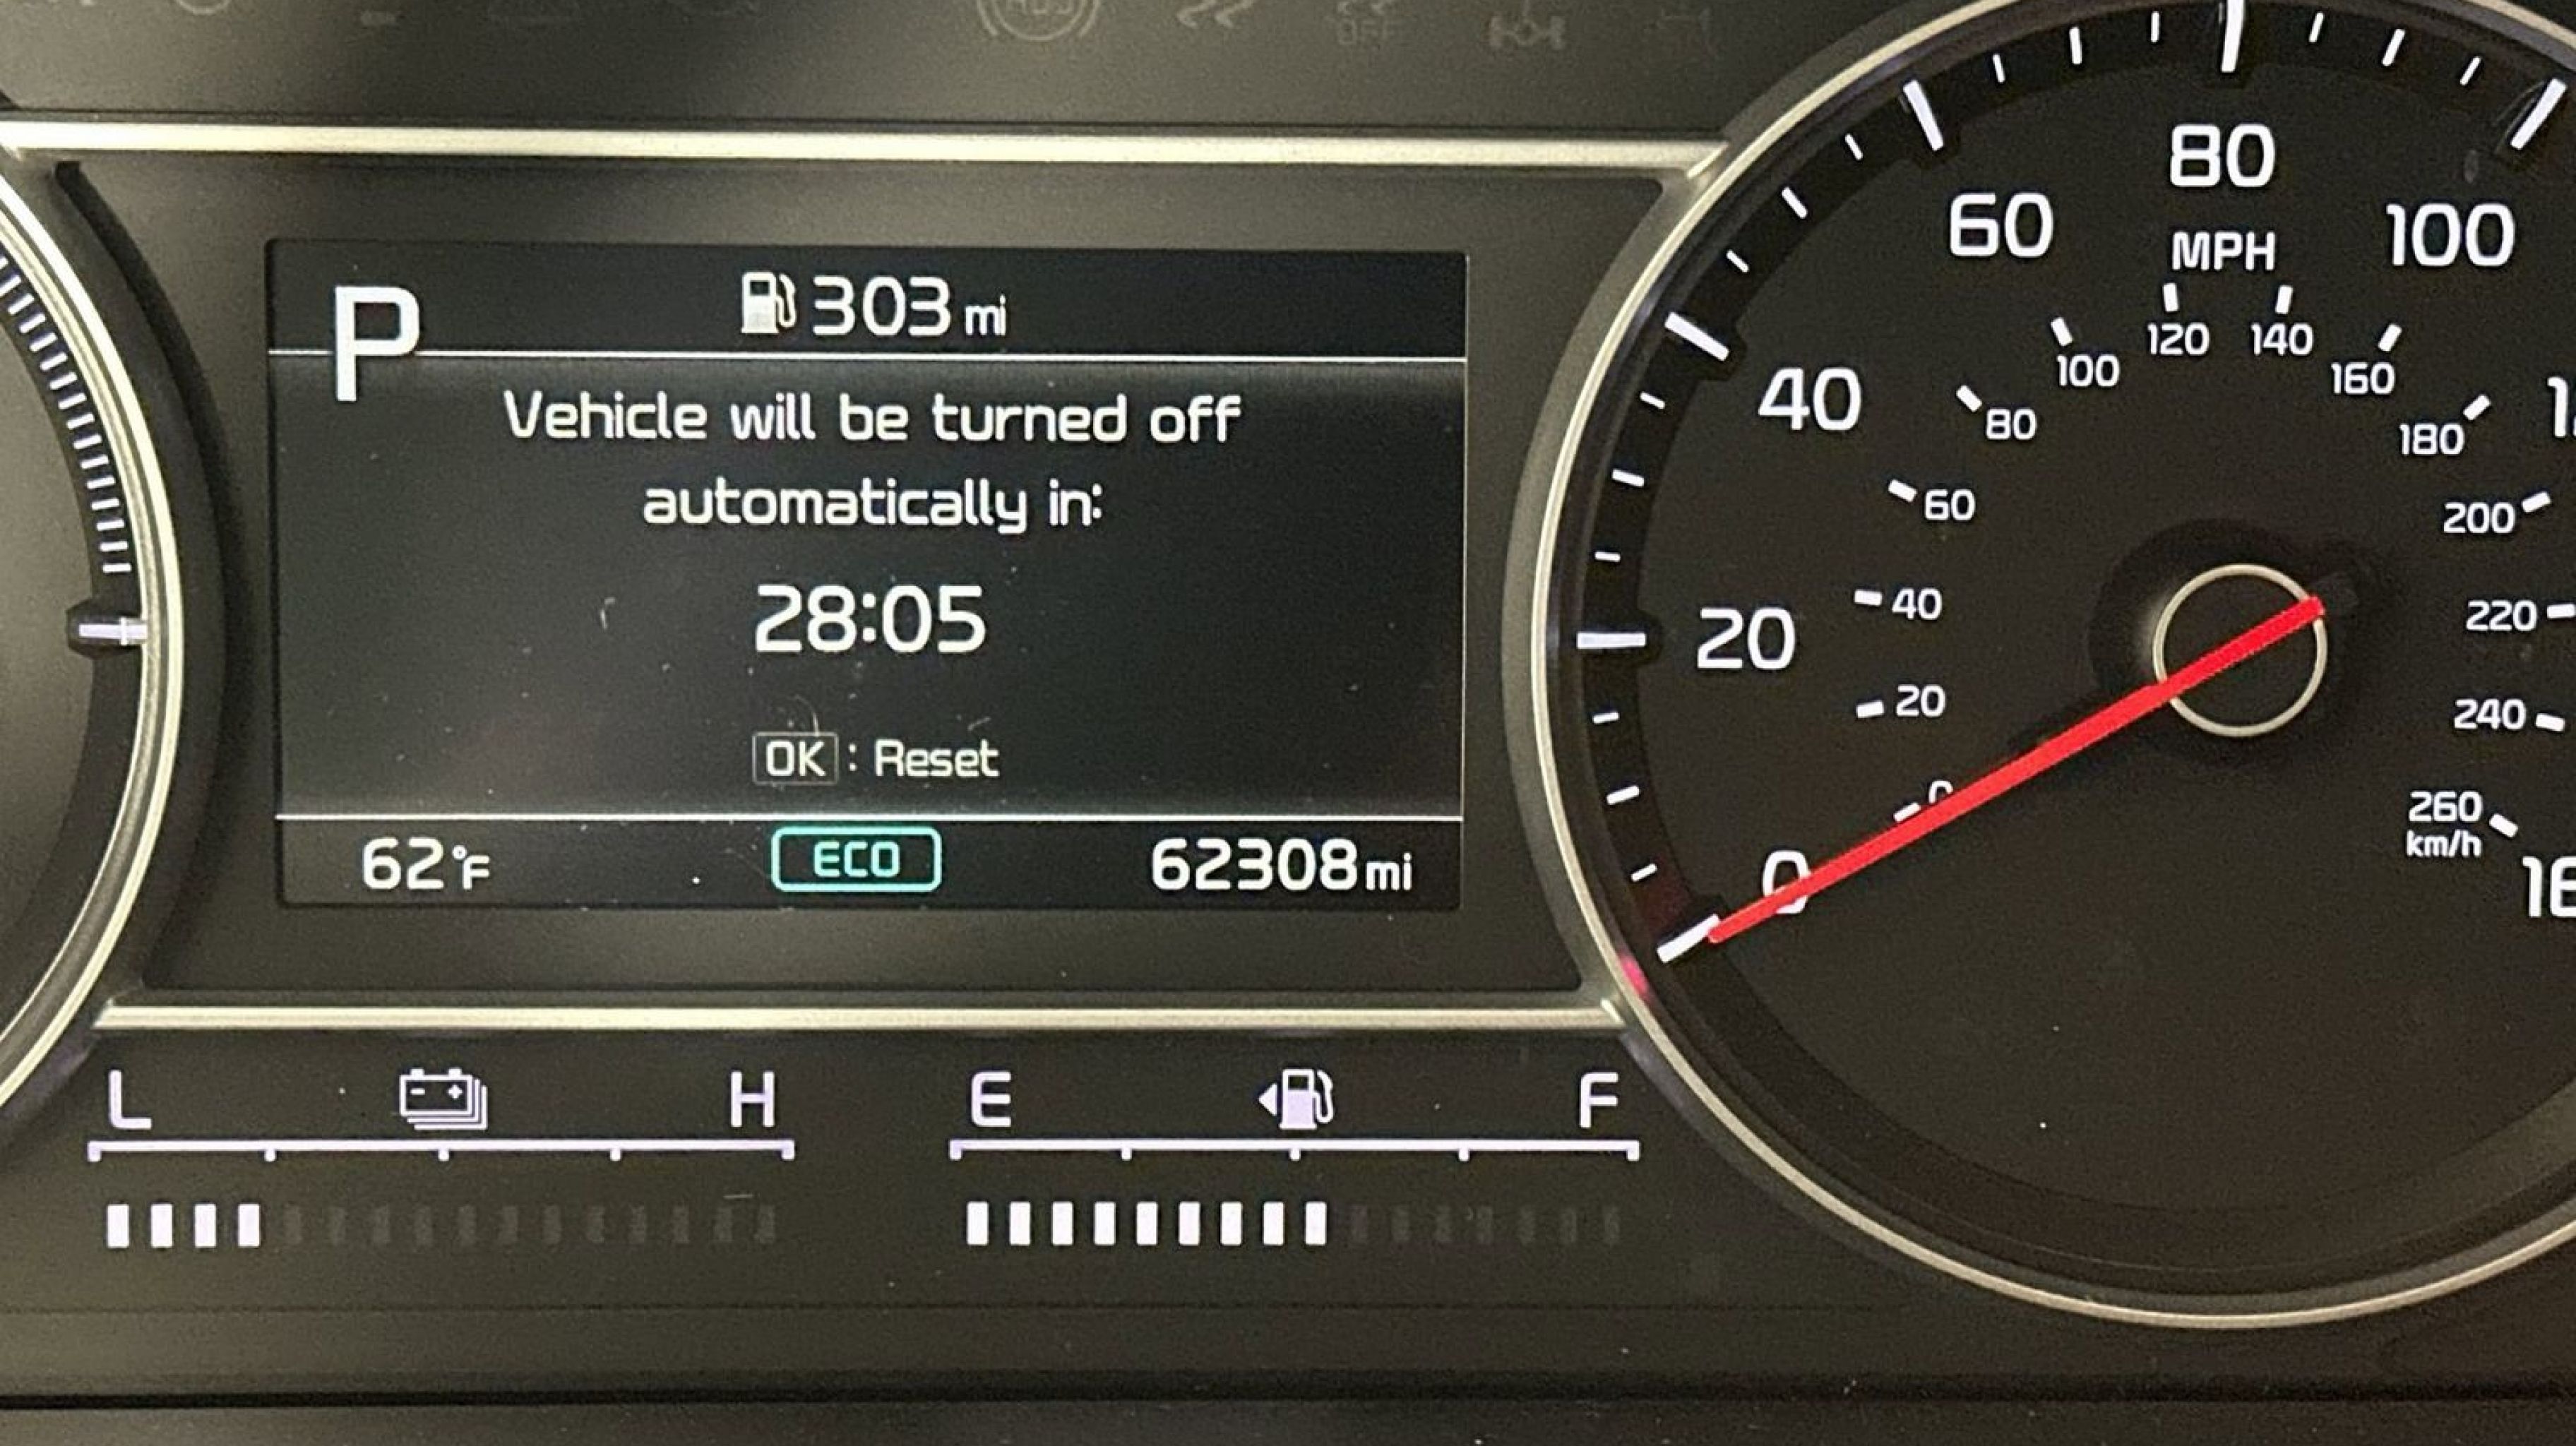 P
303 mi
Vehicle will be turned off
automatically in:
28:05
OK : Reset
62°F
ECO
62308 mi
L
H
E
F
0
20
40
60
80
100
MPH
20
40
60
80
100
120
140
160
180
200
220
240
260
km/h
OFF